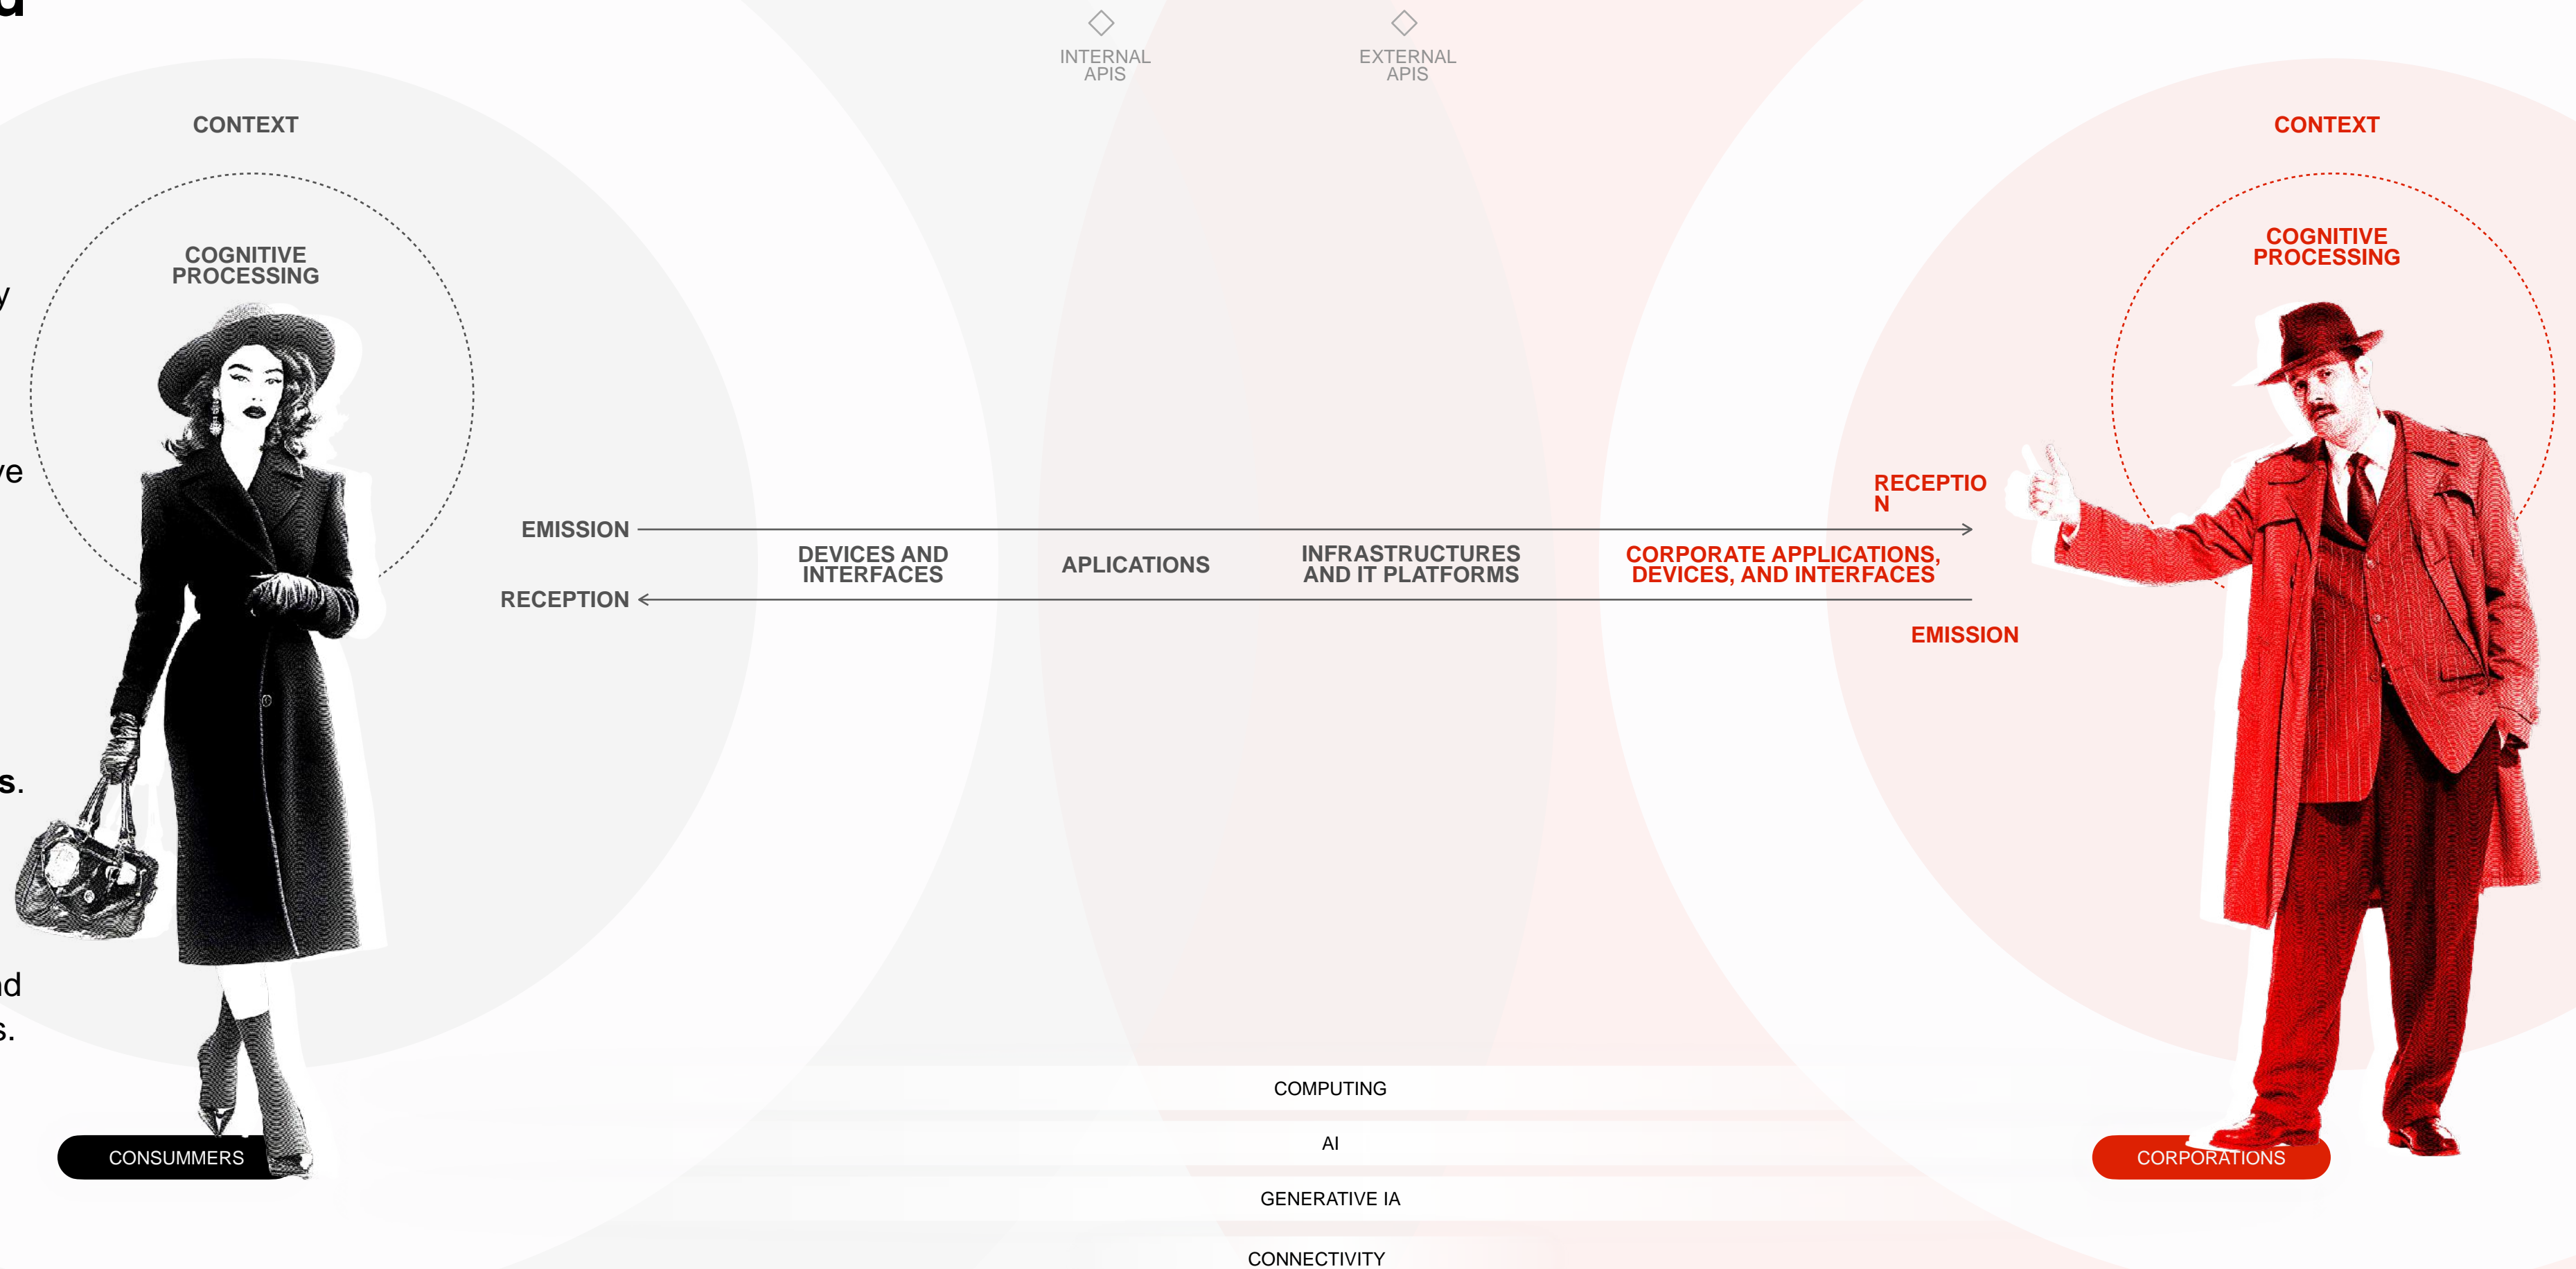 INTERNAL
APIS
EXTERNAL
APIS
CONTEXT
CONTEXT
COGNITIVE
PROCESSING
COGNITIVE
PROCESSING
RECEPTIO
N
EMISSION
DEVICES AND
INTERFACES
APLICATIONS
INFRASTRUCTURES
AND IT PLATFORMS
CORPORATE APPLICATIONS,
DEVICES, AND INTERFACES
RECEPTION
EMISSION
s.
s.
COMPUTING
AI
CONSUMMERS
CORPORATIONS
GENERATIVE IA
CONNECTIVITY